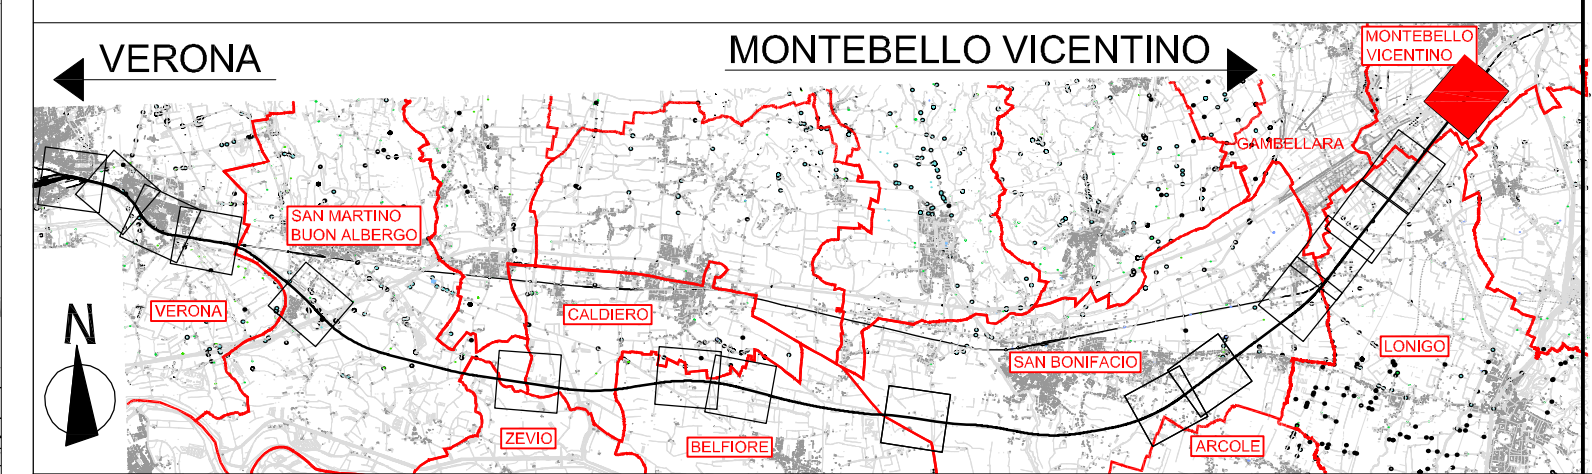 VERONA
MONTEBELLO VICENTINO
MONTEBELLO
VICENTINO
GAMBELLARA
SAN MARTINO
BUON ALBERGO
VERONA
CALDIERO
N
SAN BONIFACIO
LONIGO
ZEVIO
BELFIORE
ARCOLE